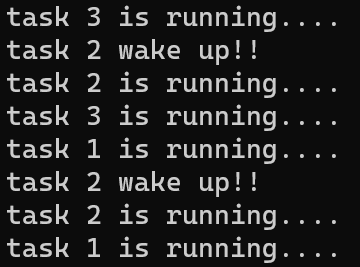 task 3 is running....
task 2 wake up!!
task 2 is running....
task 3 is running....
task 1 is running....
task 2 wake up!!
task 2 is running....
task 1 is running....